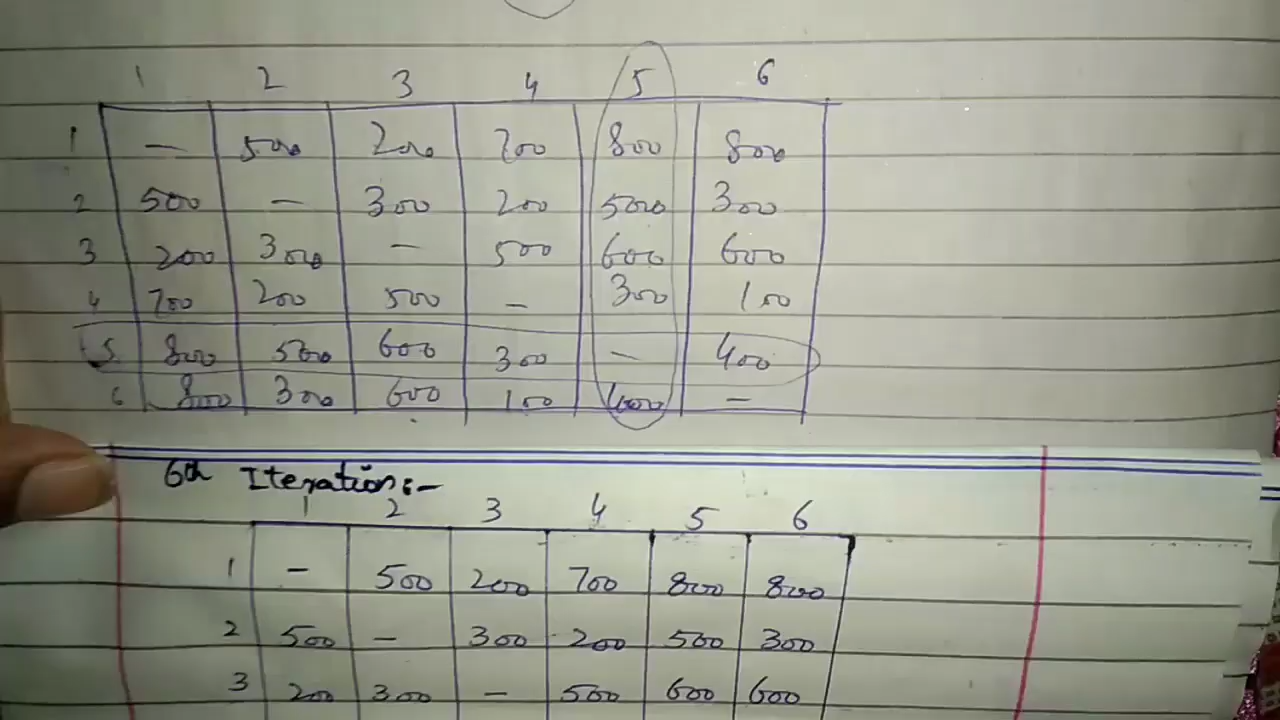 1 2 3 4 5 6
1 — 500 200 700 800 800
2 500 — 300 200 500 300
3 200 300 — 500 600 600
4 700 200 500 — 300 100
5 800 500 600 300 — 400
6 800 300 600 100 400 —
6th Iteration:-
1 2 3 4 5 6
1 — 500 200 700 800 800
2 500 — 300 200 500 300
3 200 300 — 500 600 600